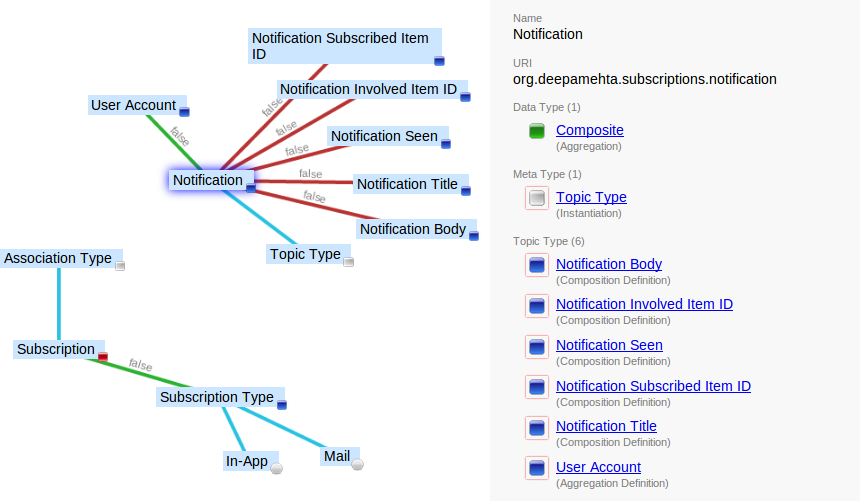 Notification Subscribed Item
ID
Notification Involved Item ID
User Account
false
false
false
Notification Seen
false
false
Notification
Notification Title
false
Notification Body
Topic Type
Association Type
Subscription
false
Subscription Type
In-App
Mail
Name
Notification
URI
org.deepamehta.subscriptions.notification
Data Type (1)
Composite
(Aggregation)
Meta Type (1)
Topic Type
(Instantiation)
Topic Type (6)
Notification Body
(Composition Definition)
Notification Involved Item ID
(Composition Definition)
Notification Seen
(Composition Definition)
Notification Subscribed Item ID
(Composition Definition)
Notification Title
(Composition Definition)
User Account
(Aggregation Definition)